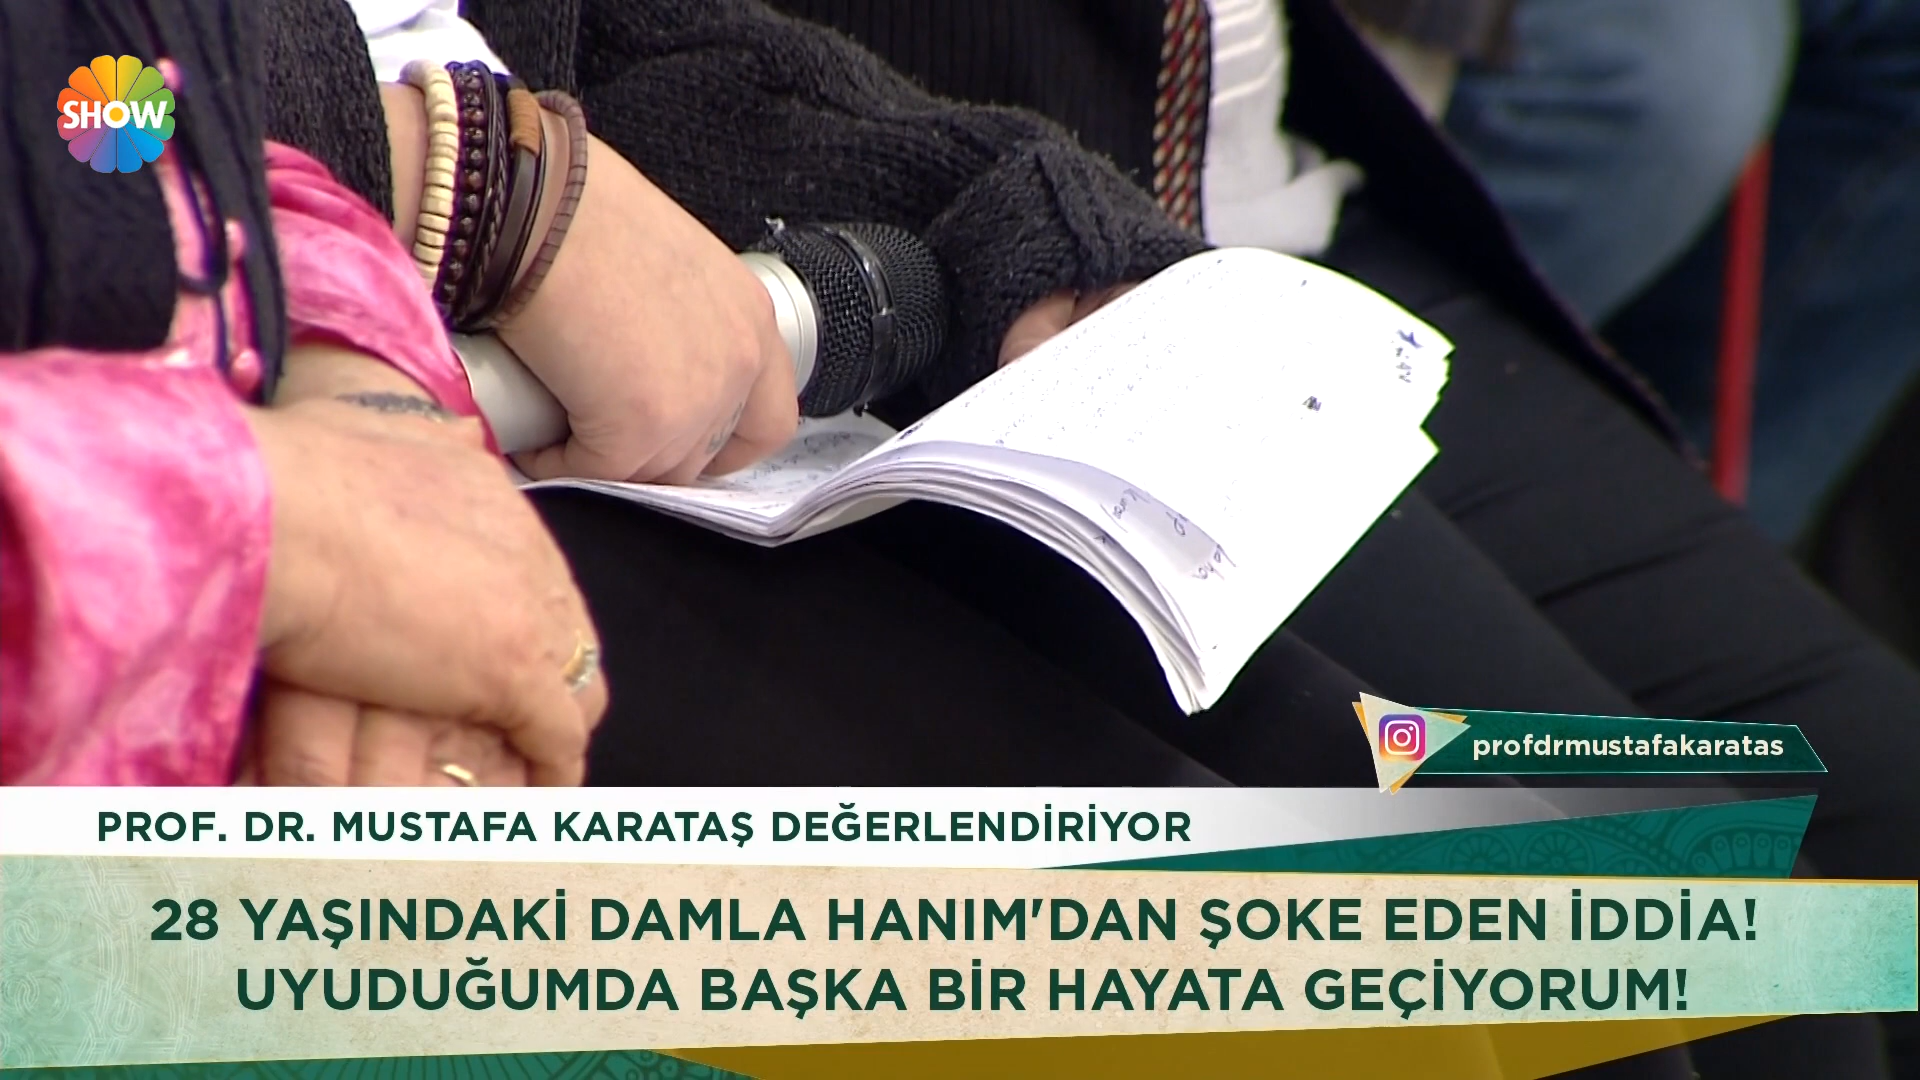 SHOW
profdrmustafakaratas
PROF. DR. MUSTAFA KARATAŞ DEĞERLENDİRİYOR
28 YAŞINDAKİ DAMLA HANIM'DAN ŞOKE EDEN İDDİA!
UYUDUĞUMDA BAŞKA BİR HAYATA GEÇİYORUM!